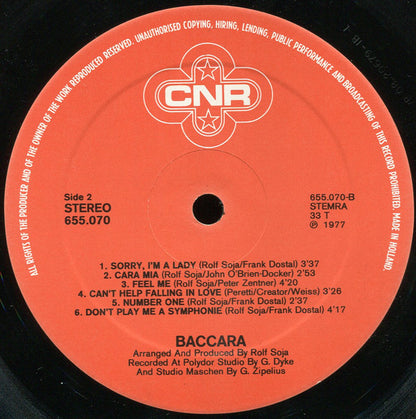 ALL RIGHTS OF THE PRODUCER AND OF THE OWNER OF THE WORK REPRODUCED RESERVED. UNAUTHORISED COPYING, HIRING, LENDING, PUBLIC PERFORMANCE AND BROADCASTING OF THIS RECORD PROHIBITED. MADE IN HOLLAND.
CNR
Side 2
STEREO
655.070
655.070-B
STEMRA
33 T
℗ 1977
1. SORRY, I'M A LADY (Rolf Soja/Frank Dostal) 3'37
2. CARA MIA (Rolf Soja/John O'Brien-Docker) 2'53
3. FEEL ME (Rolf Soja/Peter Zentner) 4'20
4. CAN'T HELP FALLING IN LOVE (Peretti/Creator/Weiss) 3'26
5. NUMBER ONE (Rolf Soja/Frank Dostal) 2'37
6. DON'T PLAY ME A SYMPHONIE (Rolf Soja/Frank Dostal) 4'17
BACCARA
Arranged And Produced By Rolf Soja
Recorded At Polydor Studio By G. Dyke
And Studio Maschen By G. Zipelius